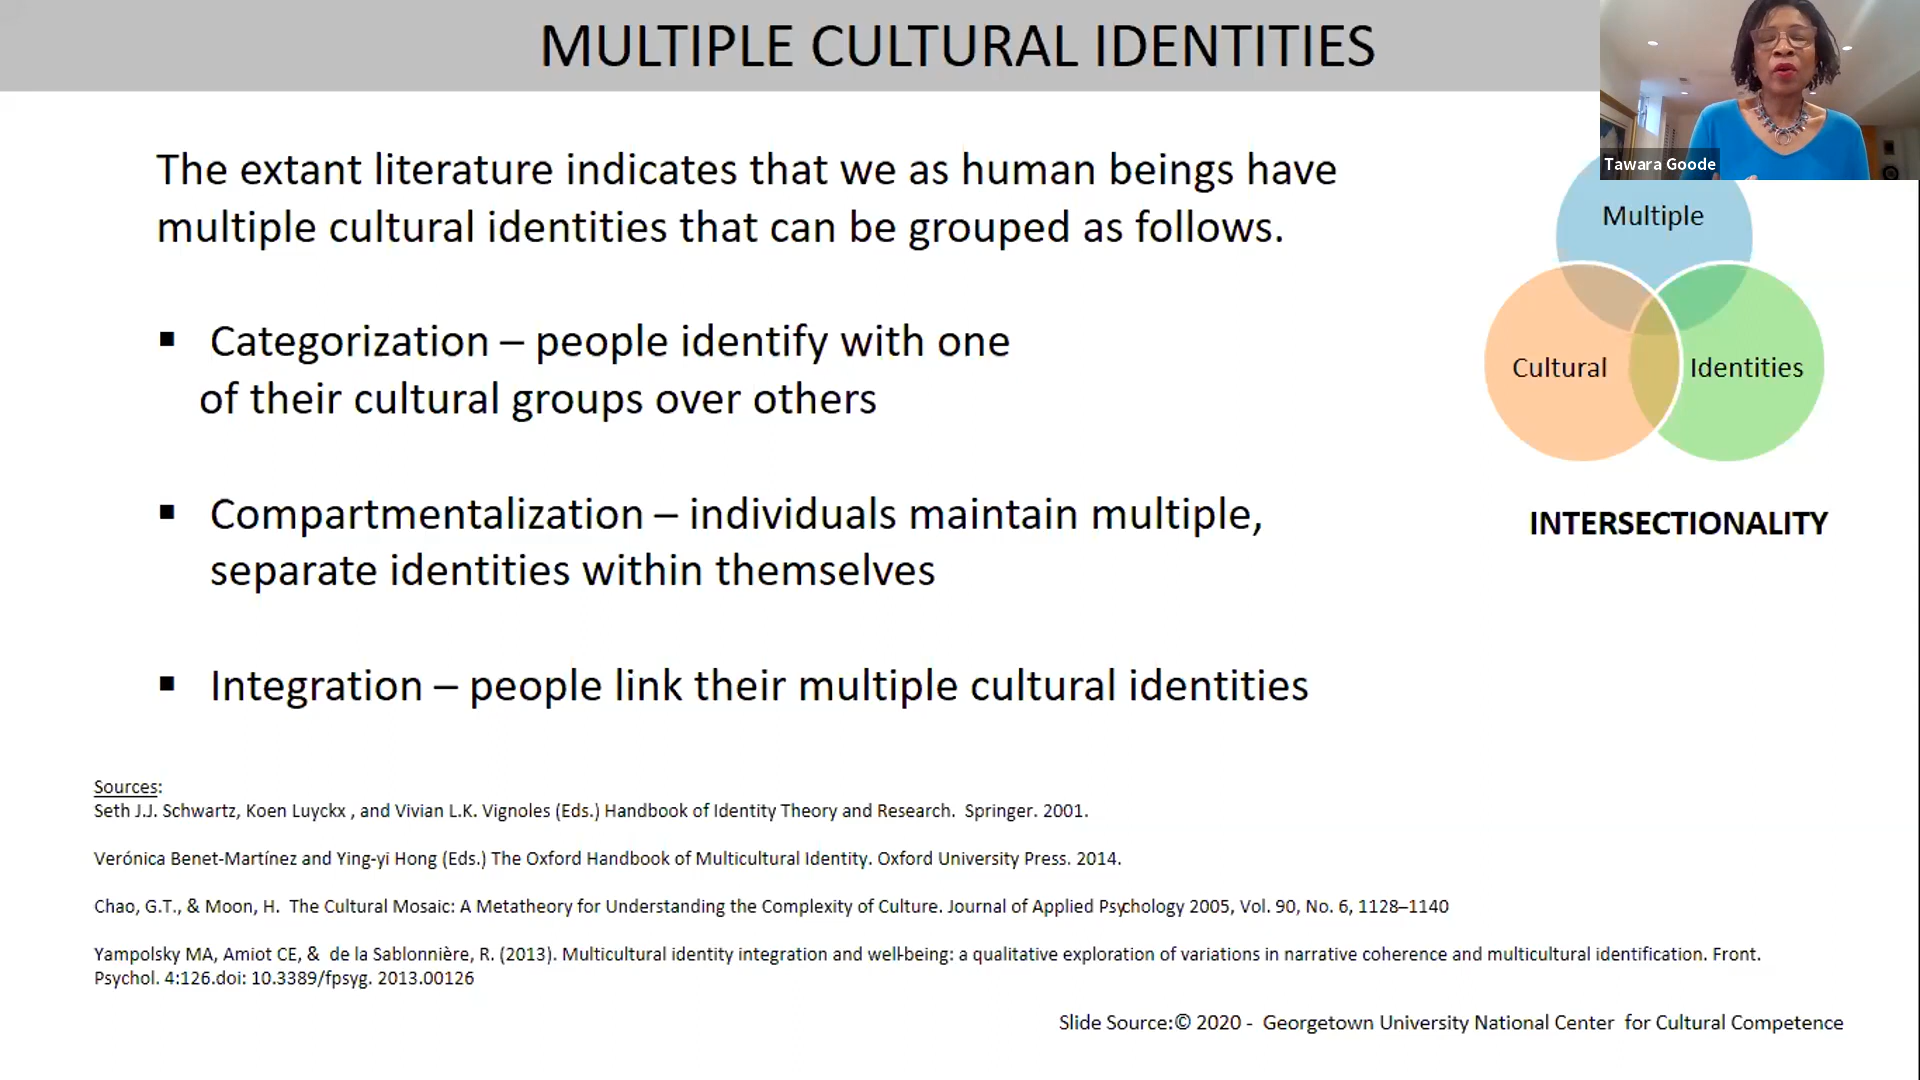 MULTIPLE CULTURAL IDENTITIES
Tawara Goode
The extant literature indicates that we as human beings have
multiple cultural identities that can be grouped as follows.
▪ Categorization – people identify with one
of their cultural groups over others
▪ Compartmentalization – individuals maintain multiple,
separate identities within themselves
▪ Integration – people link their multiple cultural identities
Multiple
Cultural
Identities
INTERSECTIONALITY
Sources:
Seth J.J. Schwartz, Koen Luyckx , and Vivian L.K. Vignoles (Eds.) Handbook of Identity Theory and Research. Springer. 2001.
Verónica Benet-Martínez and Ying-yi Hong (Eds.) The Oxford Handbook of Multicultural Identity. Oxford University Press. 2014.
Chao, G.T., & Moon, H. The Cultural Mosaic: A Metatheory for Understanding the Complexity of Culture. Journal of Applied Psychology 2005, Vol. 90, No. 6, 1128–1140
Yampolsky MA, Amiot CE, & de la Sablonnière, R. (2013). Multicultural identity integration and well-being: a qualitative exploration of variations in narrative coherence and multicultural identification. Front.
Psychol. 4:126.doi: 10.3389/fpsyg. 2013.00126
Slide Source:© 2020 - Georgetown University National Center for Cultural Competence